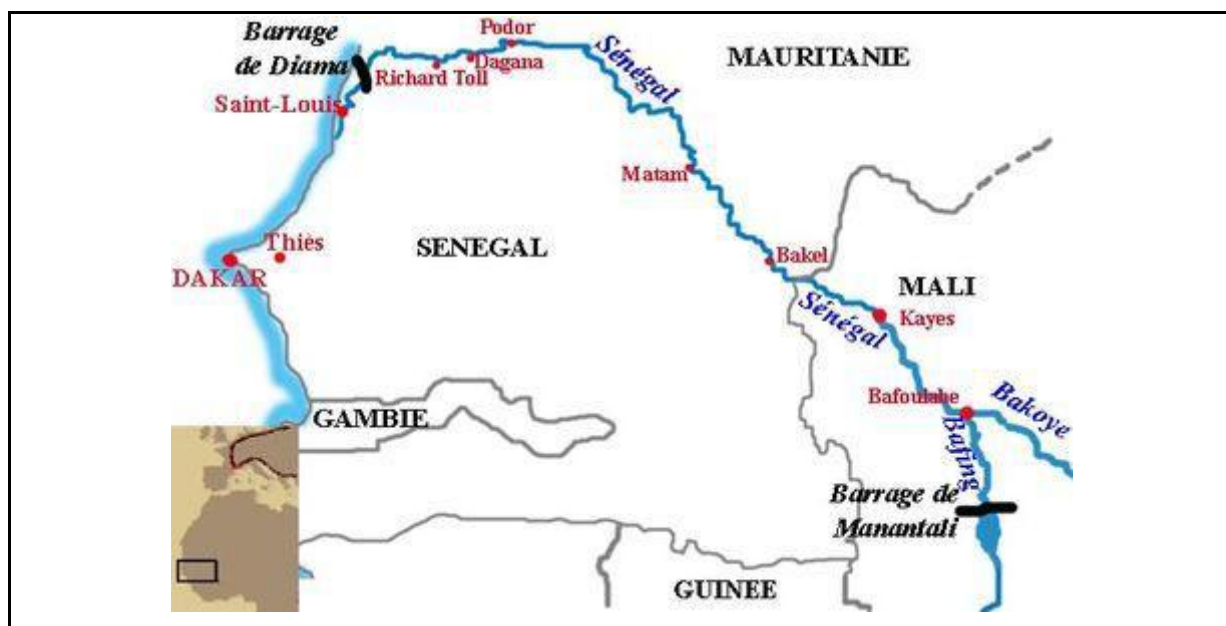 Barrage
de Diama
Podor
Dagana
Richard Toll
Saint-Louis
Sénégal
MAURITANIE
Matam
Thiès
DAKAR
SENEGAL
Bakel
MALI
Sénégal
Kayes
GAMBIE
Bafoulabe
Bakoye
Bafing
Barrage de
Manantali
GUINEE